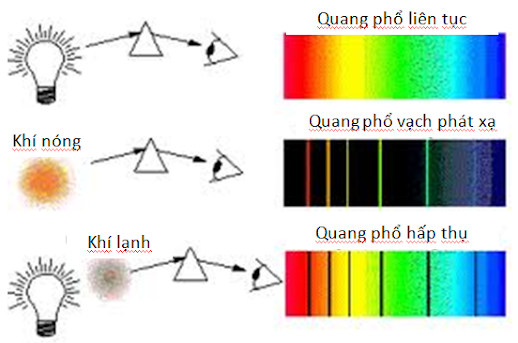 Quang phổ liên tục
Quang phổ vạch phát xạ
Khí nóng
Quang phổ hấp thụ
Khí lạnh